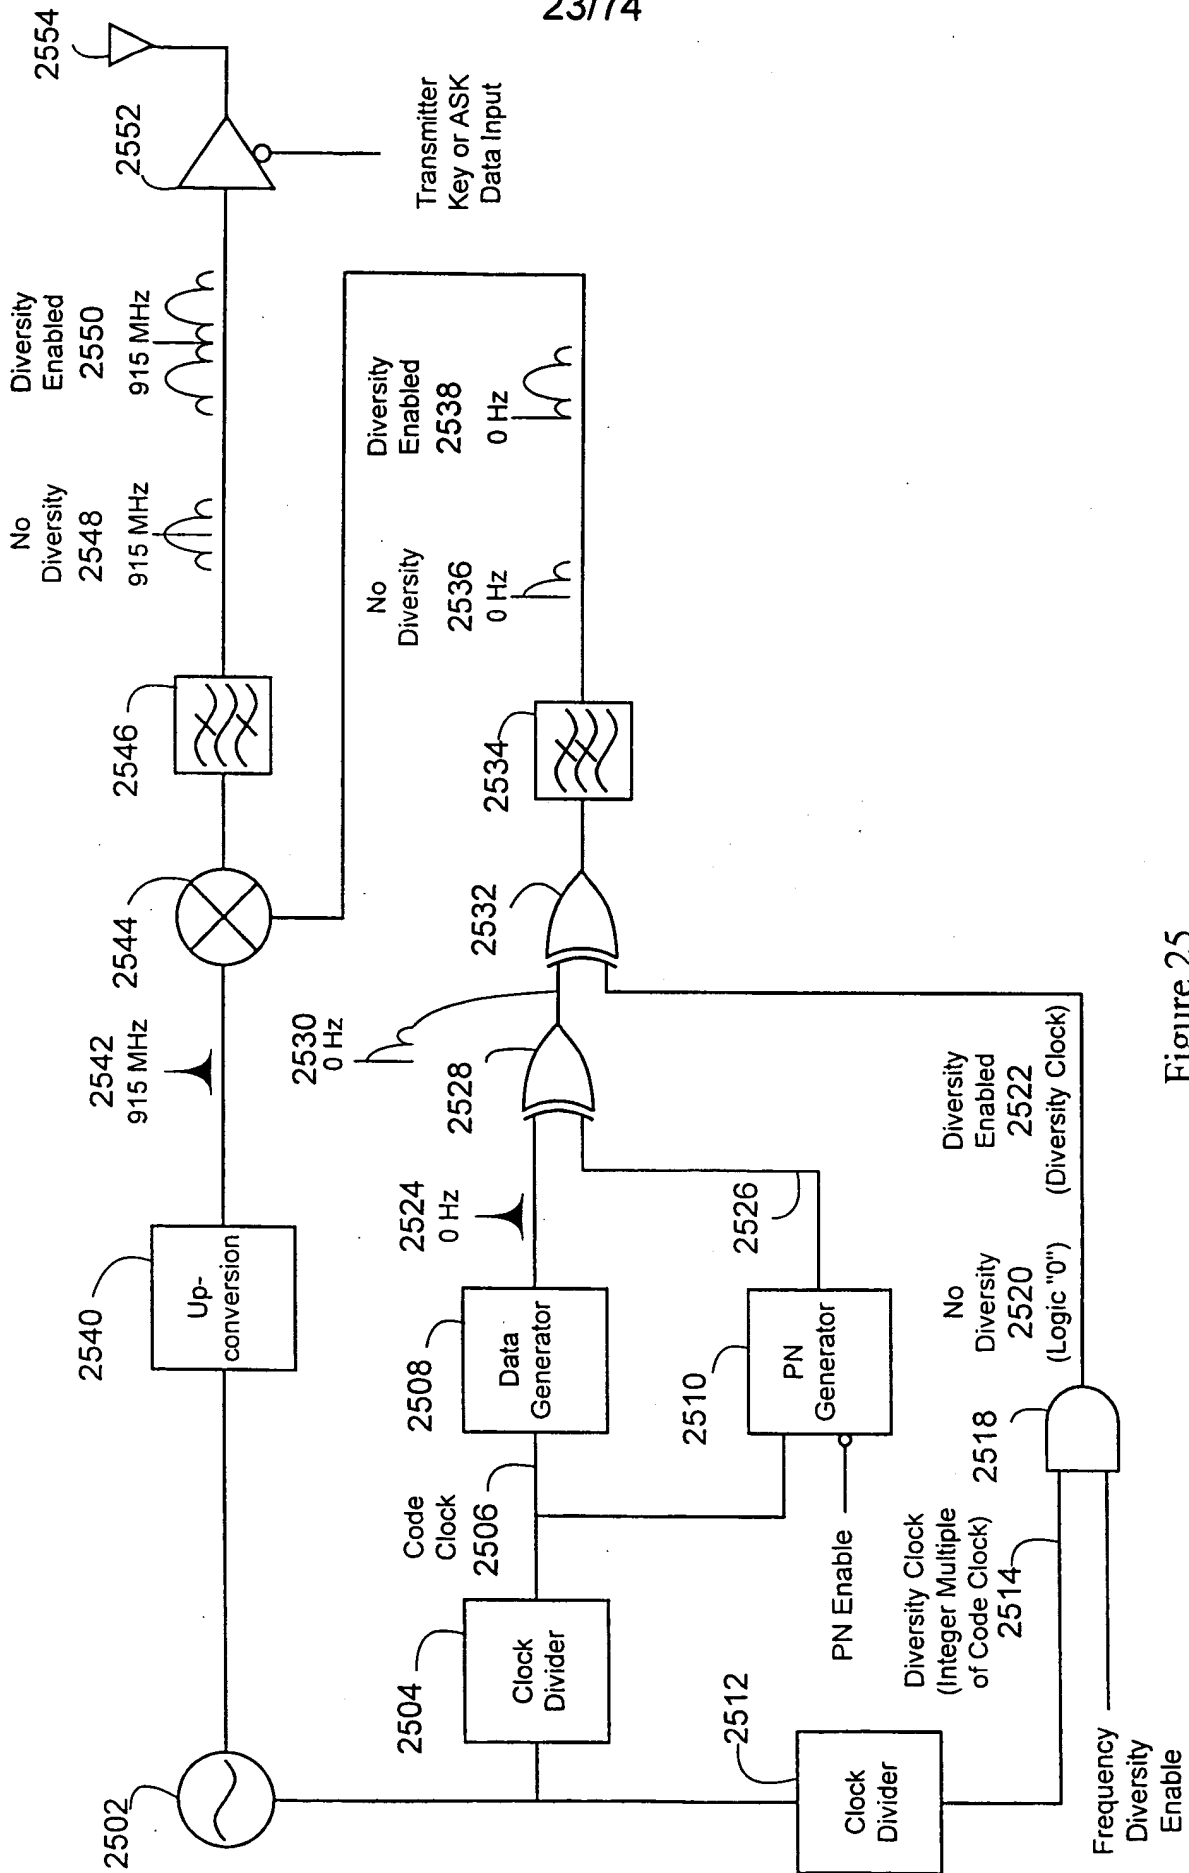 23/74
2554
2552
Transmitter
Key or ASK
Data Input
Diversity
Enabled
2550
915 MHz
No
Diversity
2548
915 MHz
2546
2544
2542
915 MHz
2540
Up-
conversion
2502
Diversity
Enabled
2538
0 Hz
No
Diversity
2536
0 Hz
2534
2532
2530
0 Hz
2528
2524
0 Hz
2526
2508
Data
Generator
2510
PN
Generator
Code
Clock
2506
PN Enable
2504
Clock
Divider
2512
Clock
Divider
Diversity Clock
(Integer Multiple
of Code Clock)
2514
2518
Frequency
Diversity
Enable
No
Diversity
2520
(Logic "0")
Diversity
Enabled
2522
(Diversity Clock)
Figure 25